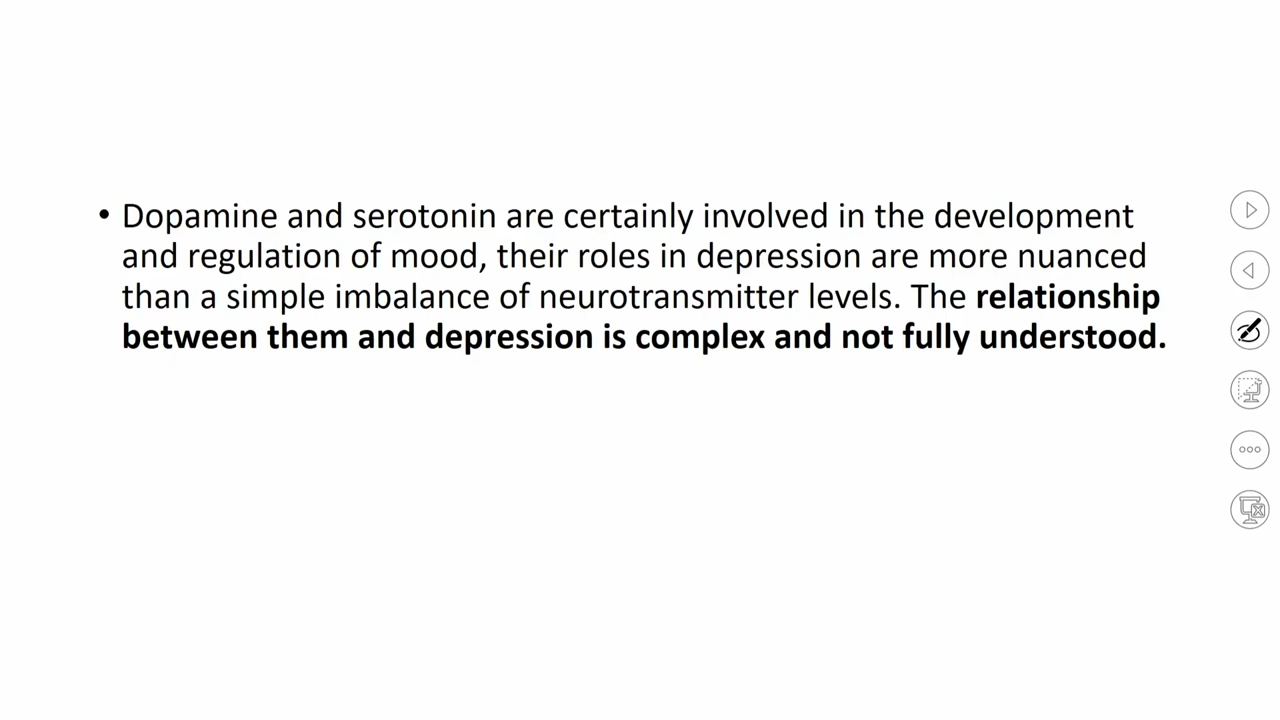 • Dopamine and serotonin are certainly involved in the development
and regulation of mood, their roles in depression are more nuanced
than a simple imbalance of neurotransmitter levels. The relationship
between them and depression is complex and not fully understood.